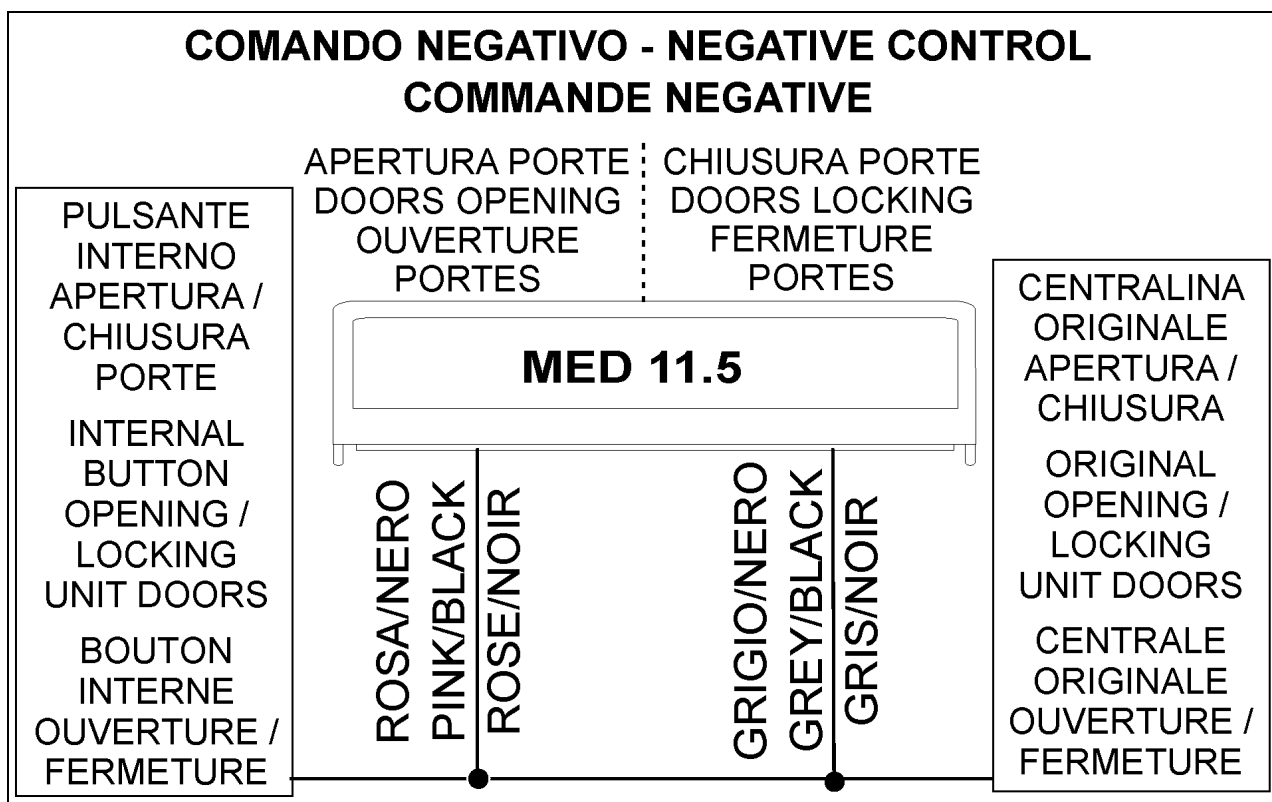 COMANDO NEGATIVO - NEGATIVE CONTROL
COMMANDE NEGATIVE
APERTURA PORTE
DOORS OPENING
OUVERTURE
PORTES
CHIUSURA PORTE
DOORS LOCKING
FERMETURE
PORTES
PULSANTE
INTERNO
APERTURA /
CHIUSURA
PORTE
INTERNAL
BUTTON
OPENING /
LOCKING
UNIT DOORS
BOUTON
INTERNE
OUVERTURE /
FERMETURE
MED 11.5
ROSA/NERO
PINK/BLACK
ROSE/NOIR
GRIGIO/NERO
GREY/BLACK
GRIS/NOIR
CENTRALINA
ORIGINALE
APERTURA /
CHIUSURA
ORIGINAL
OPENING /
LOCKING
UNIT DOORS
CENTRALE
ORIGINALE
OUVERTURE /
FERMETURE